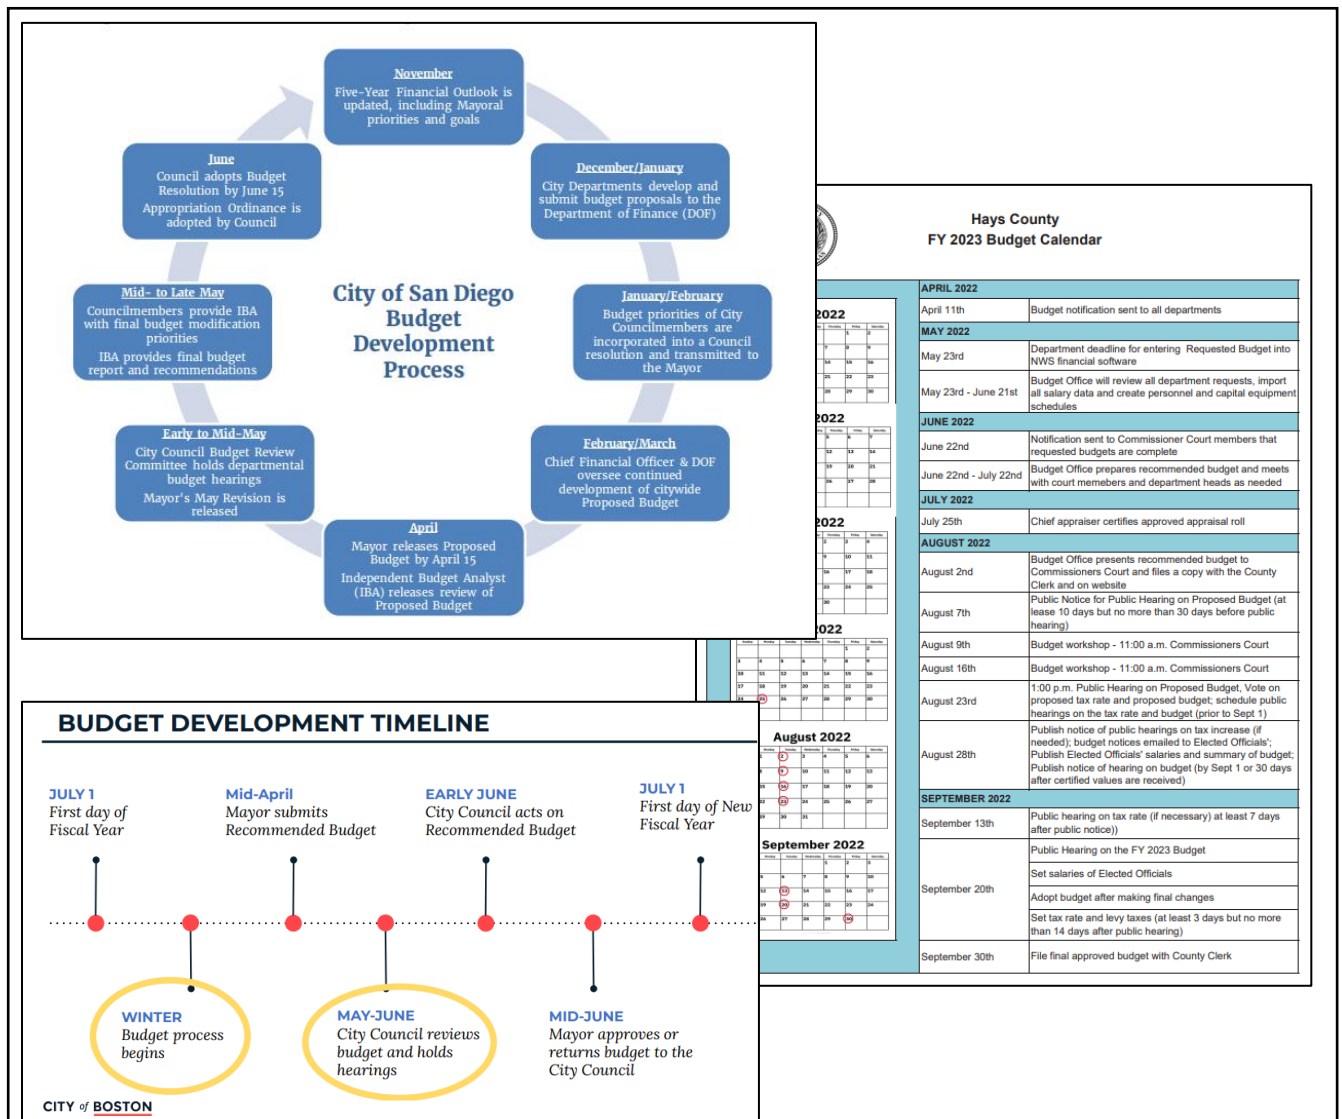 November
Five-Year Financial Outlook is
updated, including Mayoral
priorities and goals
December/January
City Departments develop and
submit budget proposals to the
Department of Finance (DOF)
January/February
Budget priorities of City
Councilmembers are
incorporated into a Council
resolution and transmitted to
the Mayor
February/March
Chief Financial Officer & DOF
oversee continued
development of citywide
Proposed Budget
April
Mayor releases Proposed
Budget by April 15
Independent Budget Analyst
(IBA) releases review of
Proposed Budget
Early to Mid-May
City Council Budget Review
Committee holds departmental
budget hearings
Mayor's May Revision is
released
Mid- to Late May
Councilmembers provide IBA
with final budget modification
priorities
IBA provides final budget
report and recommendations
June
Council adopts Budget
Resolution by June 15
Appropriation Ordinance is
adopted by Council
City of San Diego
Budget
Development
Process
Hays County
FY 2023 Budget Calendar
2022
2022
2022
2022
August 2022
September 2022
APRIL 2022
April 11th Budget notification sent to all departments
MAY 2022
May 23rd Department deadline for entering Requested Budget into
NWS financial software
May 23rd - June 21st Budget Office will review all department requests, import
all salary data and create personnel and capital equipment
schedules
JUNE 2022
June 22nd Notification sent to Commissioner Court members that
requested budgets are complete
June 22nd - July 22nd Budget Office prepares recommended budget and meets
with court memebers and department heads as needed
JULY 2022
July 25th Chief appraiser certifies approved appraisal roll
AUGUST 2022
August 2nd Budget Office presents recommended budget to
Commissioners Court and files a copy with the County
Clerk and on website
August 7th Public Notice for Public Hearing on Proposed Budget (at
lease 10 days but no more than 30 days before public
hearing)
August 9th Budget workshop - 11:00 a.m. Commissioners Court
August 16th Budget workshop - 11:00 a.m. Commissioners Court
August 23rd 1:00 p.m. Public Hearing on Proposed Budget, Vote on
proposed tax rate and proposed budget; schedule public
hearings on the tax rate and budget (prior to Sept 1)
August 28th Publish notice of public hearings on tax increase (if
needed); budget notices emailed to Elected Officials';
Publish Elected Officials' salaries and summary of budget;
Publish notice of hearing on budget (by Sept 1 or 30 days
after certified values are received)
SEPTEMBER 2022
September 13th Public hearing on tax rate (if necessary) at least 7 days
after public notice))
September 20th Public Hearing on the FY 2023 Budget
Set salaries of Elected Officials
Adopt budget after making final changes
Set tax rate and levy taxes (at least 3 days but no more
than 14 days after public hearing)
September 30th File final approved budget with County Clerk
BUDGET DEVELOPMENT TIMELINE
JULY 1
First day of
Fiscal Year
Mid-April
Mayor submits
Recommended Budget
EARLY JUNE
City Council acts on
Recommended Budget
JULY 1
First day of New
Fiscal Year
WINTER
Budget process
begins
MAY-JUNE
City Council reviews
budget and holds
hearings
MID-JUNE
Mayor approves or
returns budget to the
City Council
CITY of BOSTON